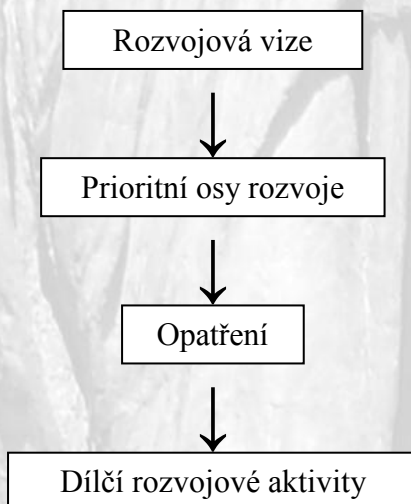 Rozvojová vize
Prioritní osy rozvoje
Opatření
Dílčí rozvojové aktivity